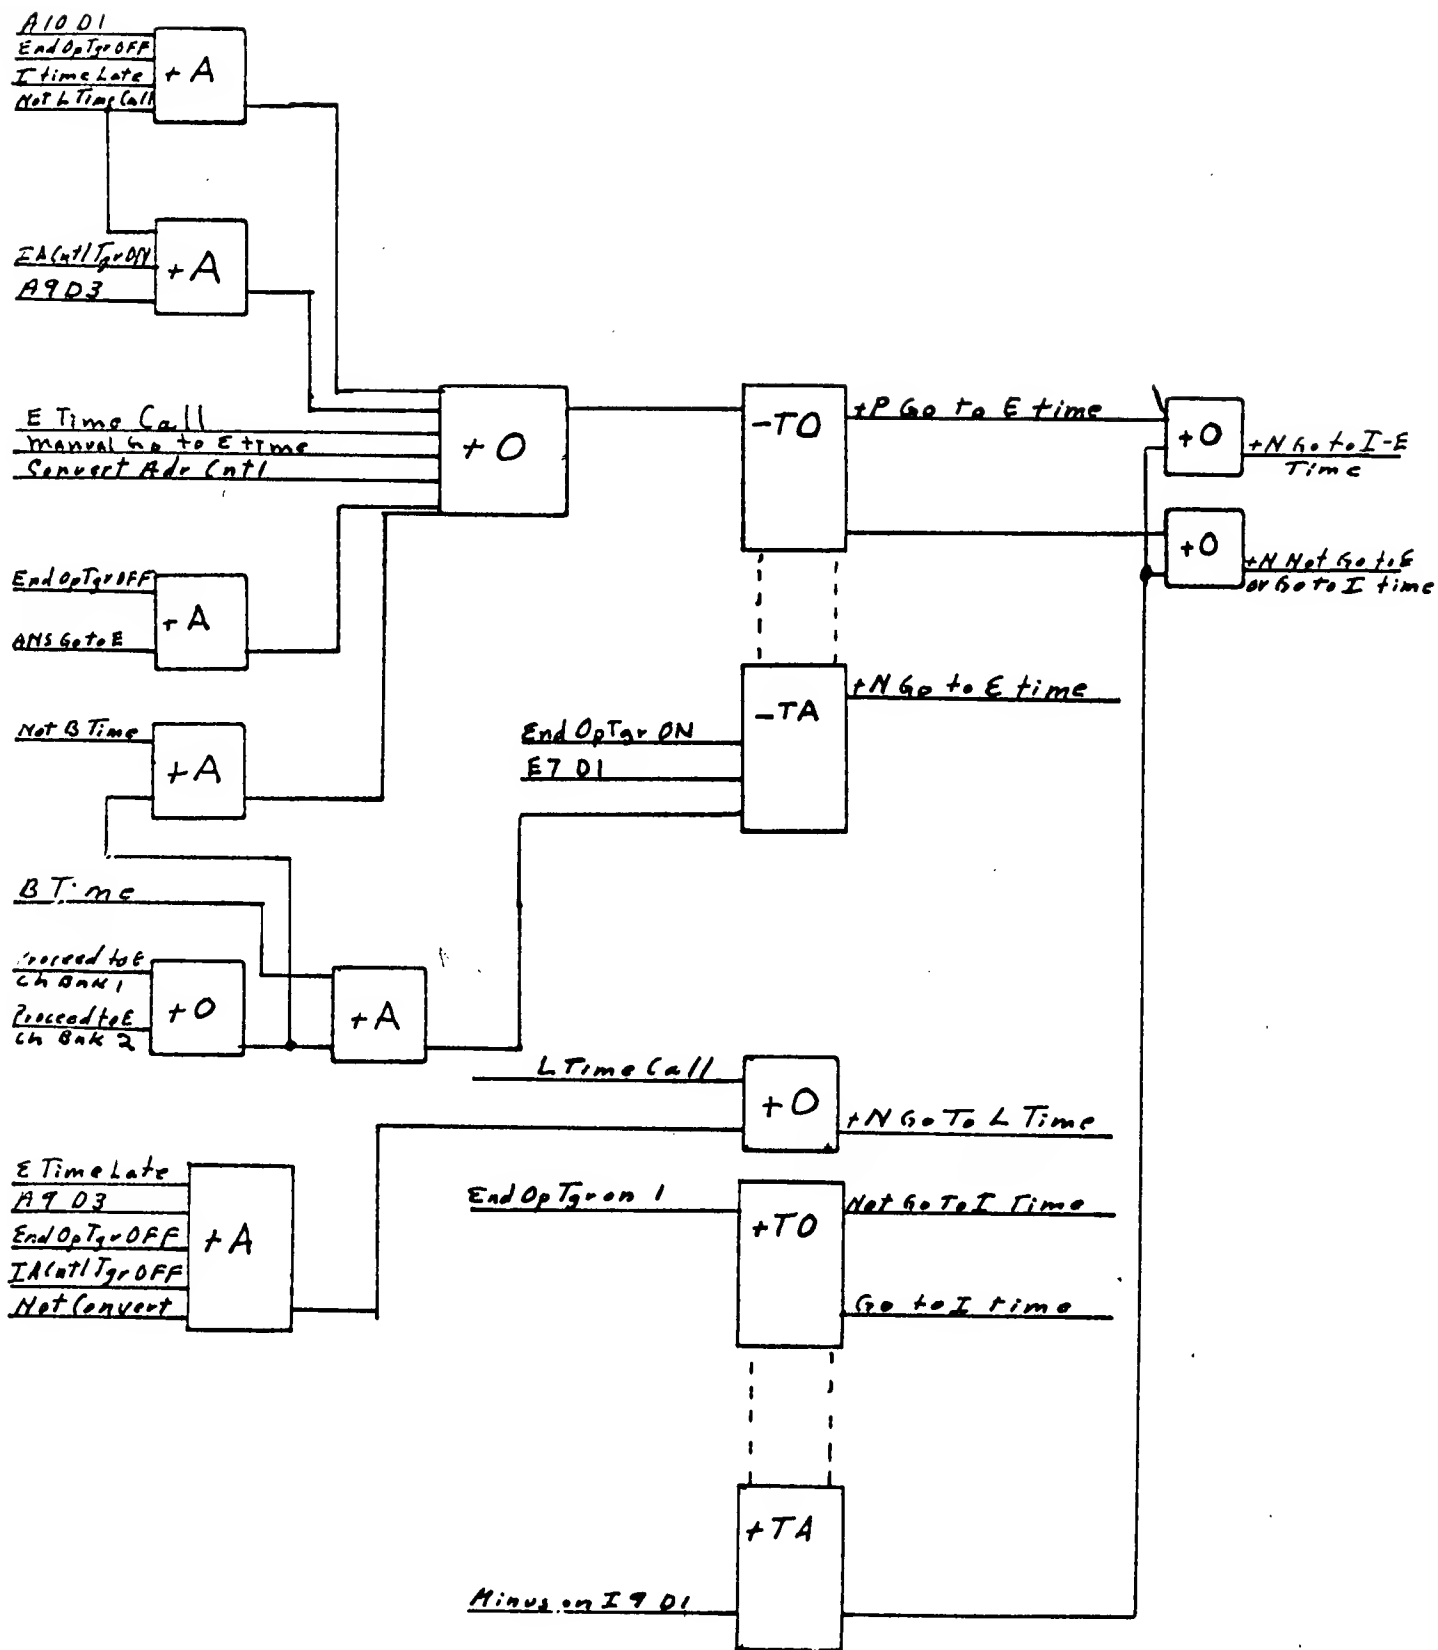 A10 D1
End Op Tgr OFF
I time Late
Not L Time Call
+A
IA Cntl Tgr ON
A9 D3
+A
E Time Call
Manual Go to E time
Convert Adr Cntl
+O
-TO
+P Go to E time
+O
+N Go to I-E
Time
+O
+N Not Go to E
or Go to I time
End Op Tgr OFF
ANS Go to E
+A
-TA
+N Go to E time
End Op Tgr ON
E7 D1
Not B Time
+A
B Time
Proceed to E
Ch Bnk 1
Proceed to E
Ch Bnk 2
+O
+A
L Time Call
+O
+N Go To L Time
E Time Late
A9 D3
End Op Tgr OFF
IA Cntl Tgr OFF
Not Convert
+A
End Op Tgr on 1
+TO
Not Go To I Time
Go to I time
+TA
Minus on I 9 D1